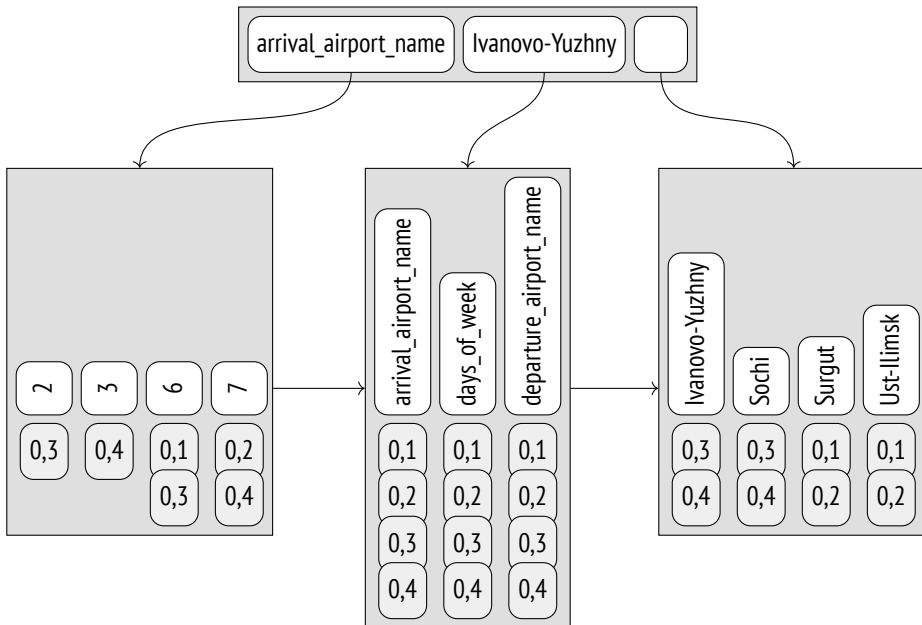 arrival_airport_name Ivanovo-Yuzhny
2 3 6 7
0,3 0,4 0,1 0,2
0,3 0,4
arrival_airport_name days_of_week departure_airport_name
0,1 0,1 0,1
0,2 0,2 0,2
0,3 0,3 0,3
0,4 0,4 0,4
Ivanovo-Yuzhny Sochi Surgut Ust-Ilimsk
0,3 0,3 0,1 0,1
0,4 0,4 0,2 0,2